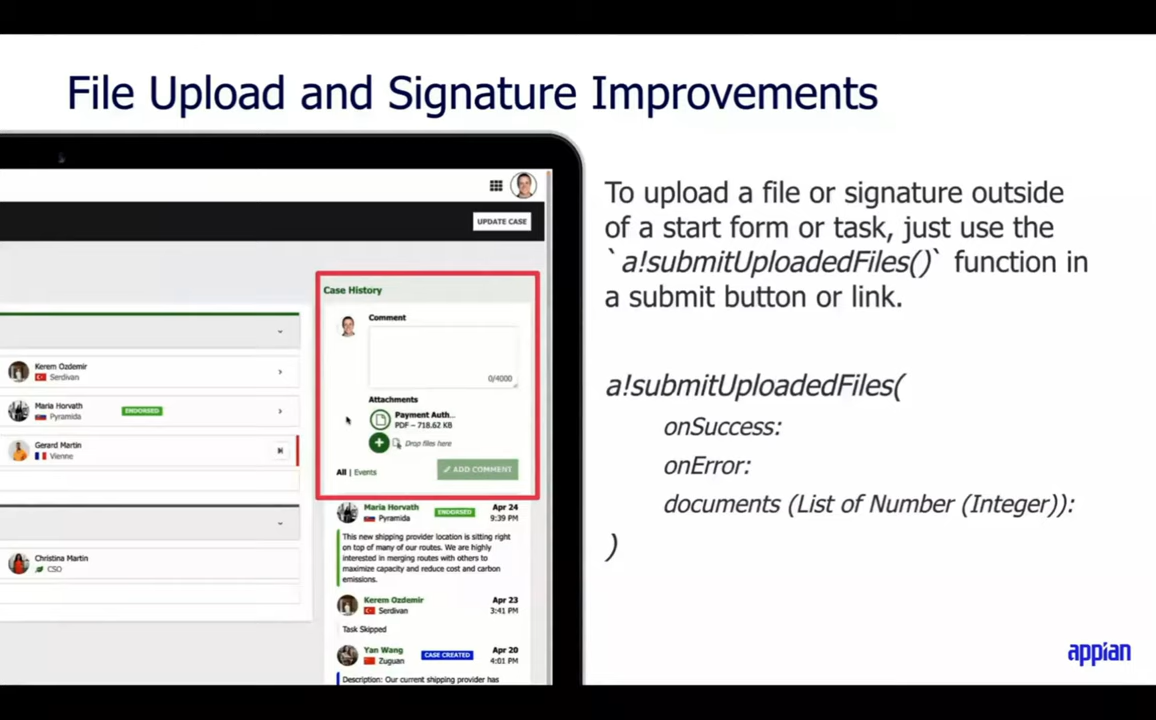 File Upload and Signature Improvements
UPDATE CASE
Kerem Ozdemir
Serdivan
Maria Horvath
Pyramida
ENDORSED
Gerard Martin
Vienne
Christina Martin
CSO
Case History
Comment
0/4000
Attachments
Payment Auth...
PDF – 718.62 KB
Drop files here
All | Events
ADD COMMENT
Maria Horvath ENDORSED Apr 24
Pyramida 9:39 PM
This new shipping provider location is sitting right
on top of many of our routes. We are highly
interested in merging routes with others to
maximize capacity and reduce cost and carbon
emissions.
Kerem Ozdemir Apr 23
Serdivan 3:41 PM
Task Skipped
Yan Wang CASE CREATED Apr 20
Zuguan 4:01 PM
Description: Our current shipping provider has
To upload a file or signature outside
of a start form or task, just use the
`a!submitUploadedFiles()` function in
a submit button or link.
a!submitUploadedFiles(
onSuccess:
onError:
documents (List of Number (Integer)):
)
appian